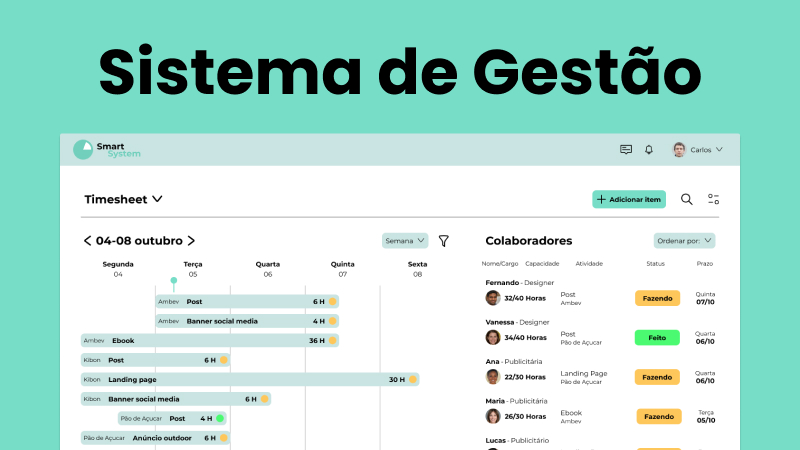 Sistema de Gestão
Smart
System
Carlos
Timesheet
Adicionar item
04-08 outubro
Semana
Segunda
04
Terça
05
Quarta
06
Quinta
07
Sexta
08
Ambev Post 6 H
Ambev Banner social media 4 H
Ambev Ebook 36 H
Kibon Post 6 H
Kibon Landing page 30 H
Kibon Banner social media 6 H
Pão de Açucar Post 4 H
Pão de Açucar Anúncio outdoor 6 H
Colaboradores
Ordenar por:
Nome/Cargo Capacidade Atividade Status Prazo
Fernando - Designer
32/40 Horas
Post
Ambev
Fazendo
Quinta
07/10
Vanessa - Designer
34/40 Horas
Post
Pão de Açucar
Feito
Quarta
06/10
Ana - Publicitária
22/30 Horas
Landing Page
Pão de Açucar
Fazendo
Quarta
06/10
Maria - Publicitária
26/30 Horas
Ebook
Ambev
Fazendo
Terça
05/10
Lucas - Publicitário